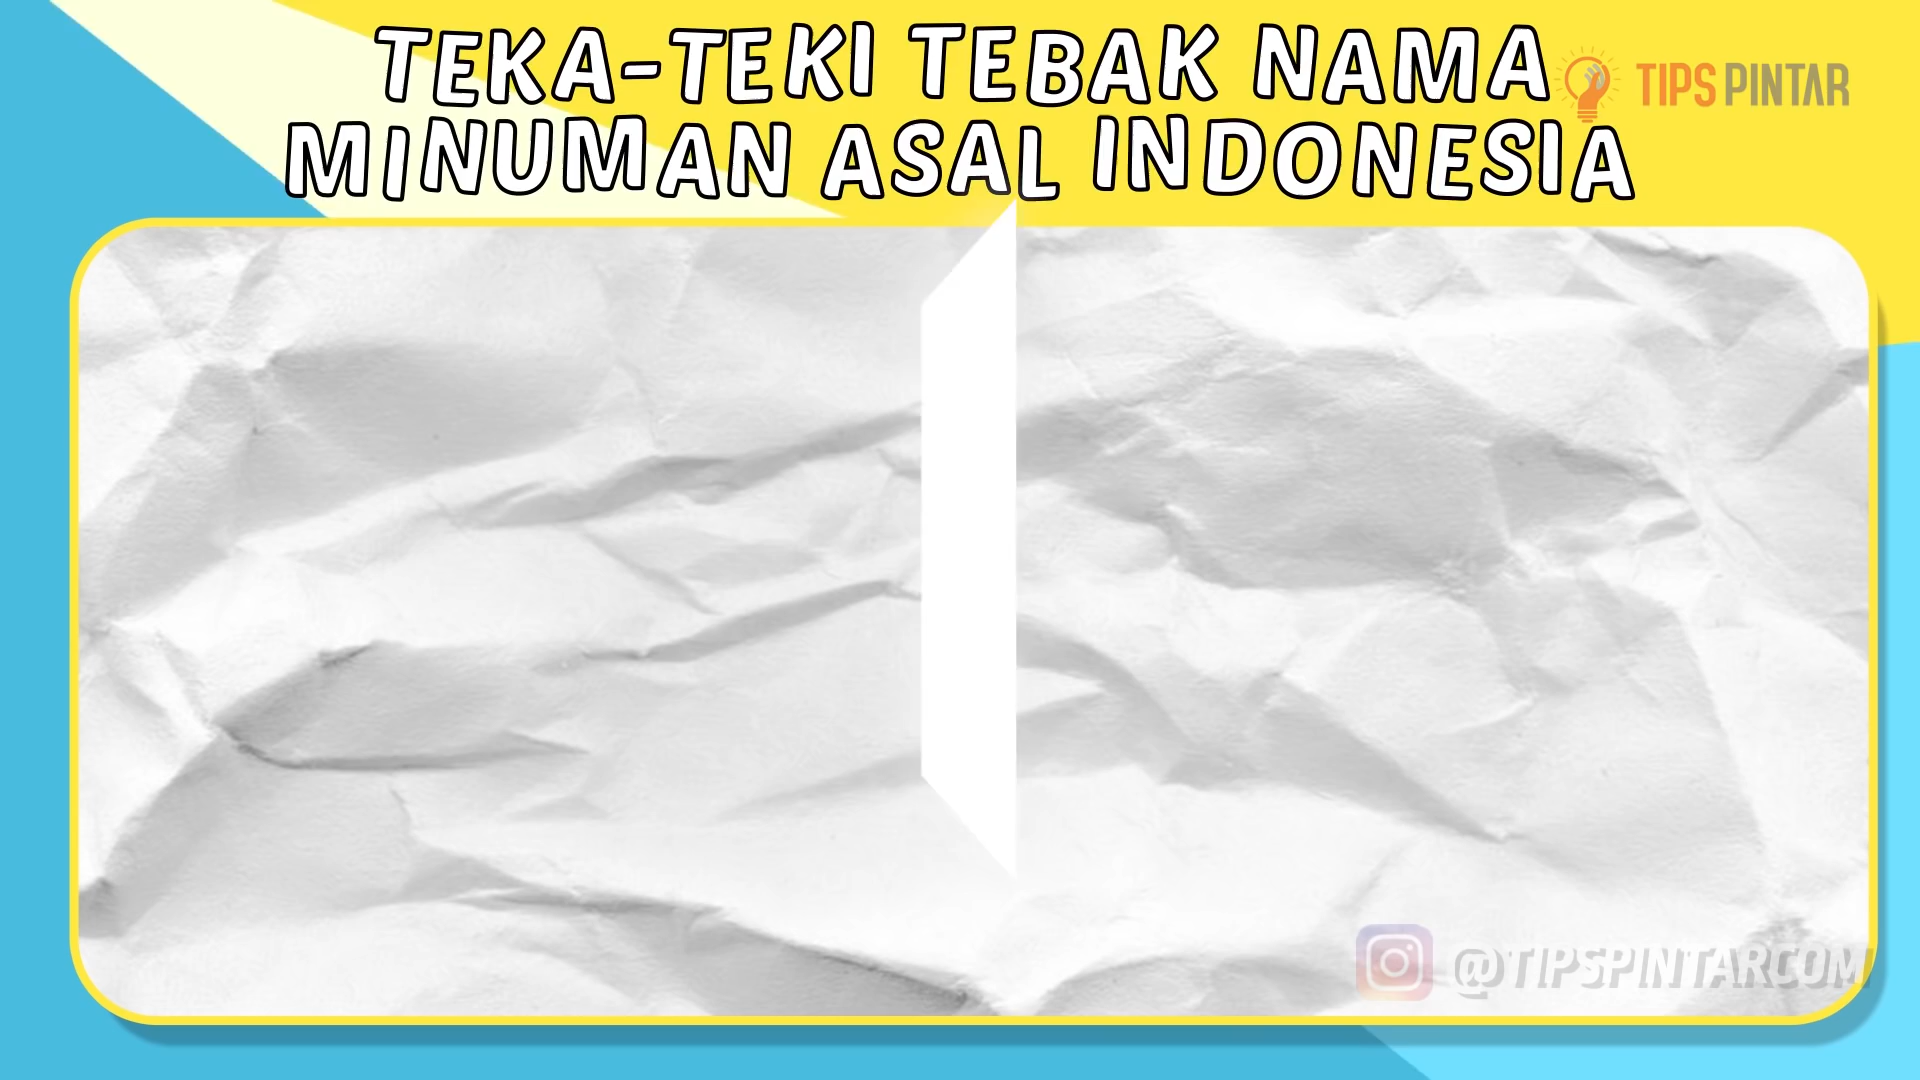 TEKA-TEKI TEBAK NAMA
MINUMAN ASAL INDONESIA
TIPS PINTAR
@TIPSPINTARCOM